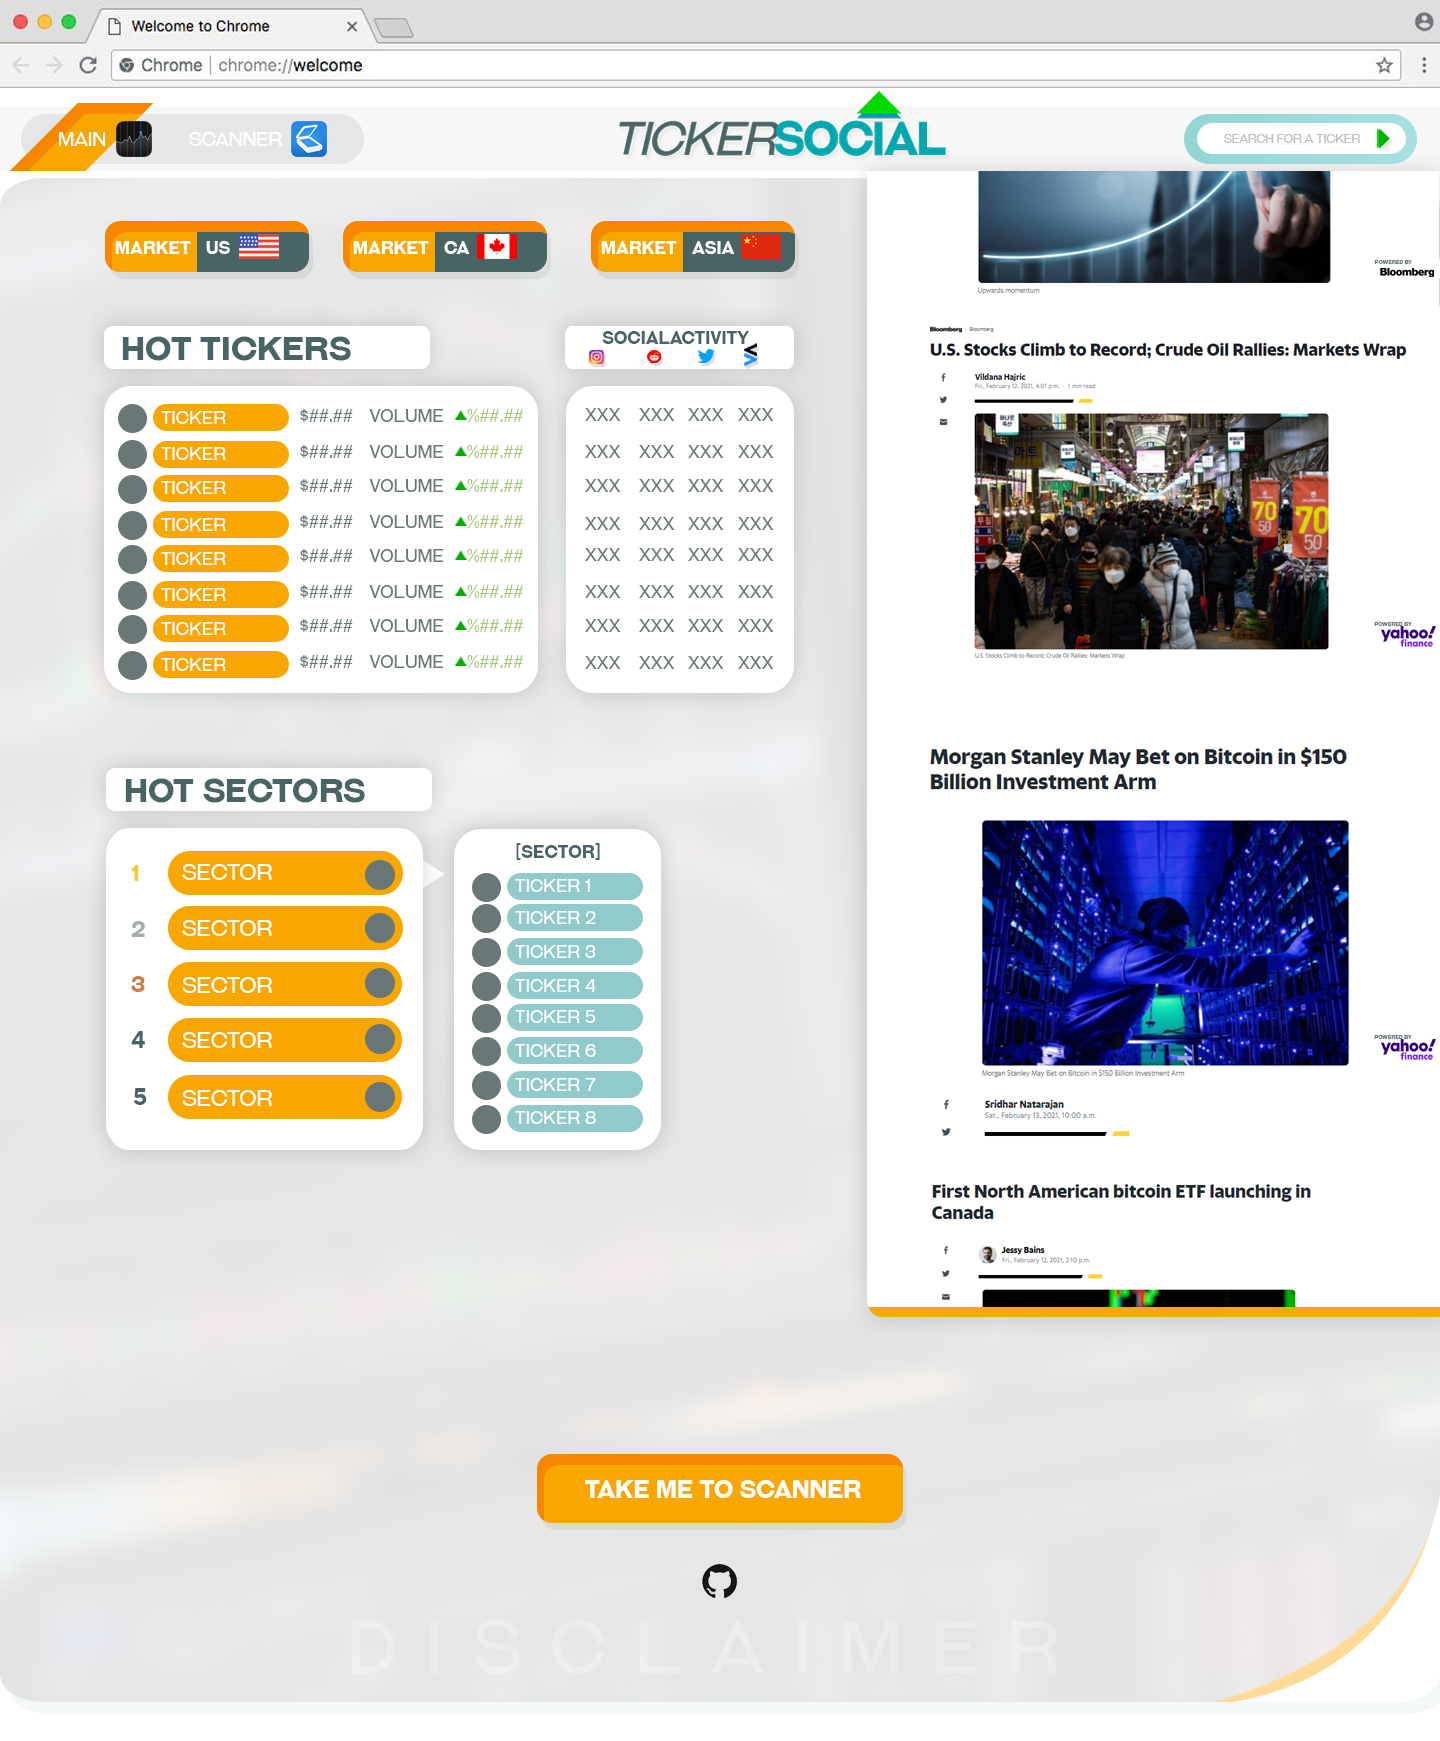 Welcome to Chrome
Chrome | chrome://welcome
MAIN
SCANNER
TICKERSOCIAL
SEARCH FOR A TICKER
MARKET US
MARKET CA
MARKET ASIA
HOT TICKERS
SOCIALACTIVITY
TICKER $##.## VOLUME %##.## XXX XXX XXX XXX
TICKER $##.## VOLUME %##.## XXX XXX XXX XXX
TICKER $##.## VOLUME %##.## XXX XXX XXX XXX
TICKER $##.## VOLUME %##.## XXX XXX XXX XXX
TICKER $##.## VOLUME %##.## XXX XXX XXX XXX
TICKER $##.## VOLUME %##.## XXX XXX XXX XXX
TICKER $##.## VOLUME %##.## XXX XXX XXX XXX
TICKER $##.## VOLUME %##.## XXX XXX XXX XXX
HOT SECTORS
1 SECTOR
2 SECTOR
3 SECTOR
4 SECTOR
5 SECTOR
[SECTOR]
TICKER 1
TICKER 2
TICKER 3
TICKER 4
TICKER 5
TICKER 6
TICKER 7
TICKER 8
POWERED BY
Bloomberg
Upwards momentum
Bloomberg | Bloomberg
U.S. Stocks Climb to Record; Crude Oil Rallies: Markets Wrap
Vildana Hajric
Fri., February 12, 2021, 4:01 p.m. · 1 min read
마트
70
50
70
50
POWERED BY
yahoo!
finance
U.S. Stocks Climb to Record; Crude Oil Rallies: Markets Wrap
Morgan Stanley May Bet on Bitcoin in $150
Billion Investment Arm
POWERED BY
yahoo!
finance
Morgan Stanley May Bet on Bitcoin in $150 Billion Investment Arm
Sridhar Natarajan
Sat., February 13, 2021, 10:00 a.m.
First North American bitcoin ETF launching in
Canada
Jessy Bains
Fri., February 12, 2021, 2:10 p.m.
TAKE ME TO SCANNER
DISCLAIMER